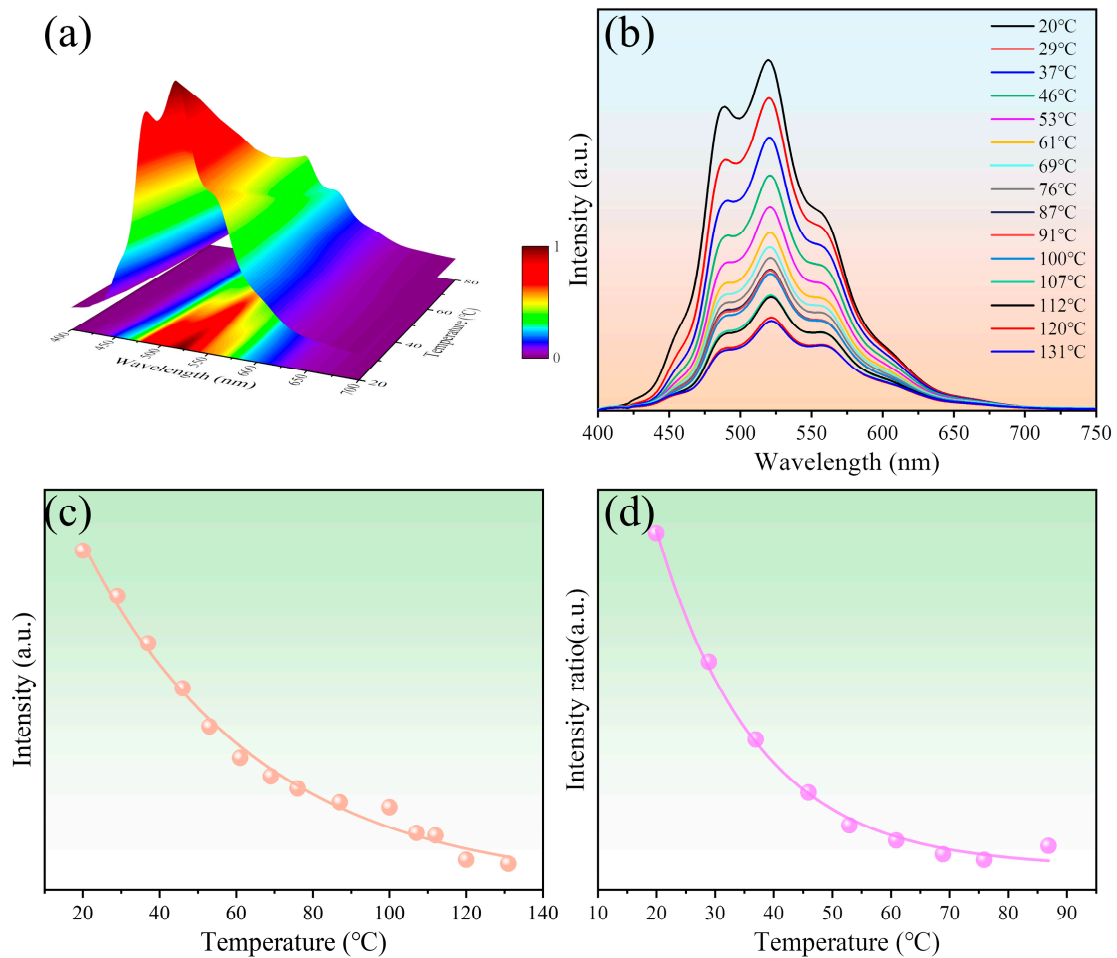 (a)
1
0
80
60
40
20
Temperature (℃)
400
450
500
550
600
650
700
Wavelength (nm)
(b)
20℃
29℃
37℃
46℃
53℃
61℃
69℃
76℃
87℃
91℃
100℃
107℃
112℃
120℃
131℃
Intensity (a.u.)
400 450 500 550 600 650 700 750
Wavelength (nm)
(c)
Intensity (a.u.)
20 40 60 80 100 120 140
Temperature (℃)
(d)
Intensity ratio(a.u.)
10 20 30 40 50 60 70 80 90
Temperature (℃)